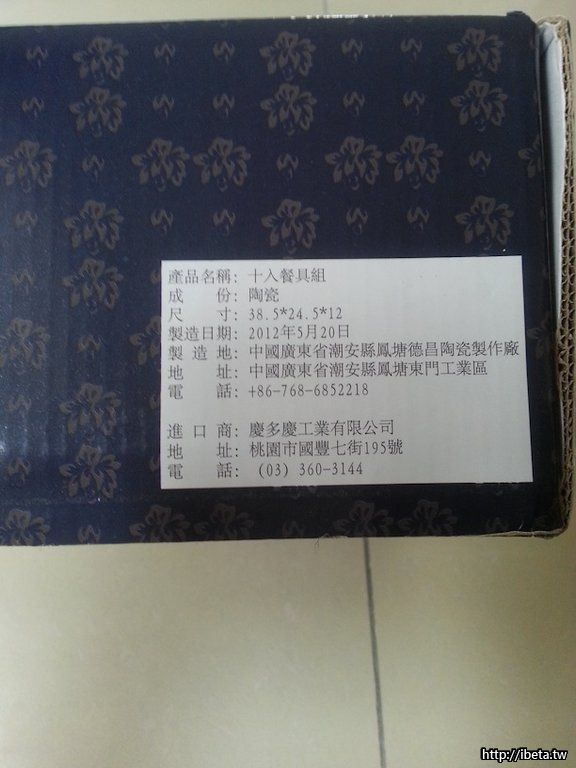 產品名稱: 十入餐具組
成　　份: 陶瓷
尺　　寸: 38.5*24.5*12
製造日期: 2012年5月20日
製 造 地: 中國廣東省潮安縣鳳塘德昌陶瓷製作廠
地　　址: 中國廣東省潮安縣鳳塘東門工業區
電　　話: +86-768-6852218
進 口 商: 慶多慶工業有限公司
地　　址: 桃園市國豐七街195號
電　　話: (03) 360-3144
http://ibeta.tw